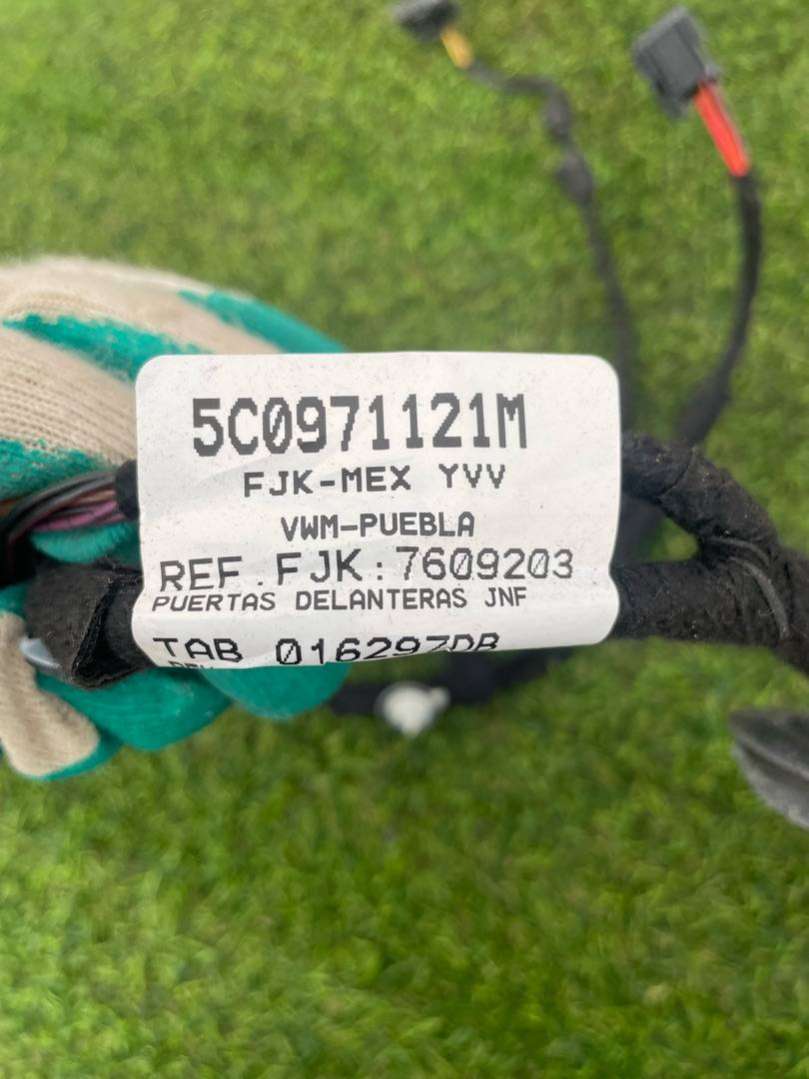 5C0971121M
FJK-MEX YVV
VWM-PUEBLA
REF.FJK:7609203
PUERTAS DELANTERAS JNF
TAB 016297DB